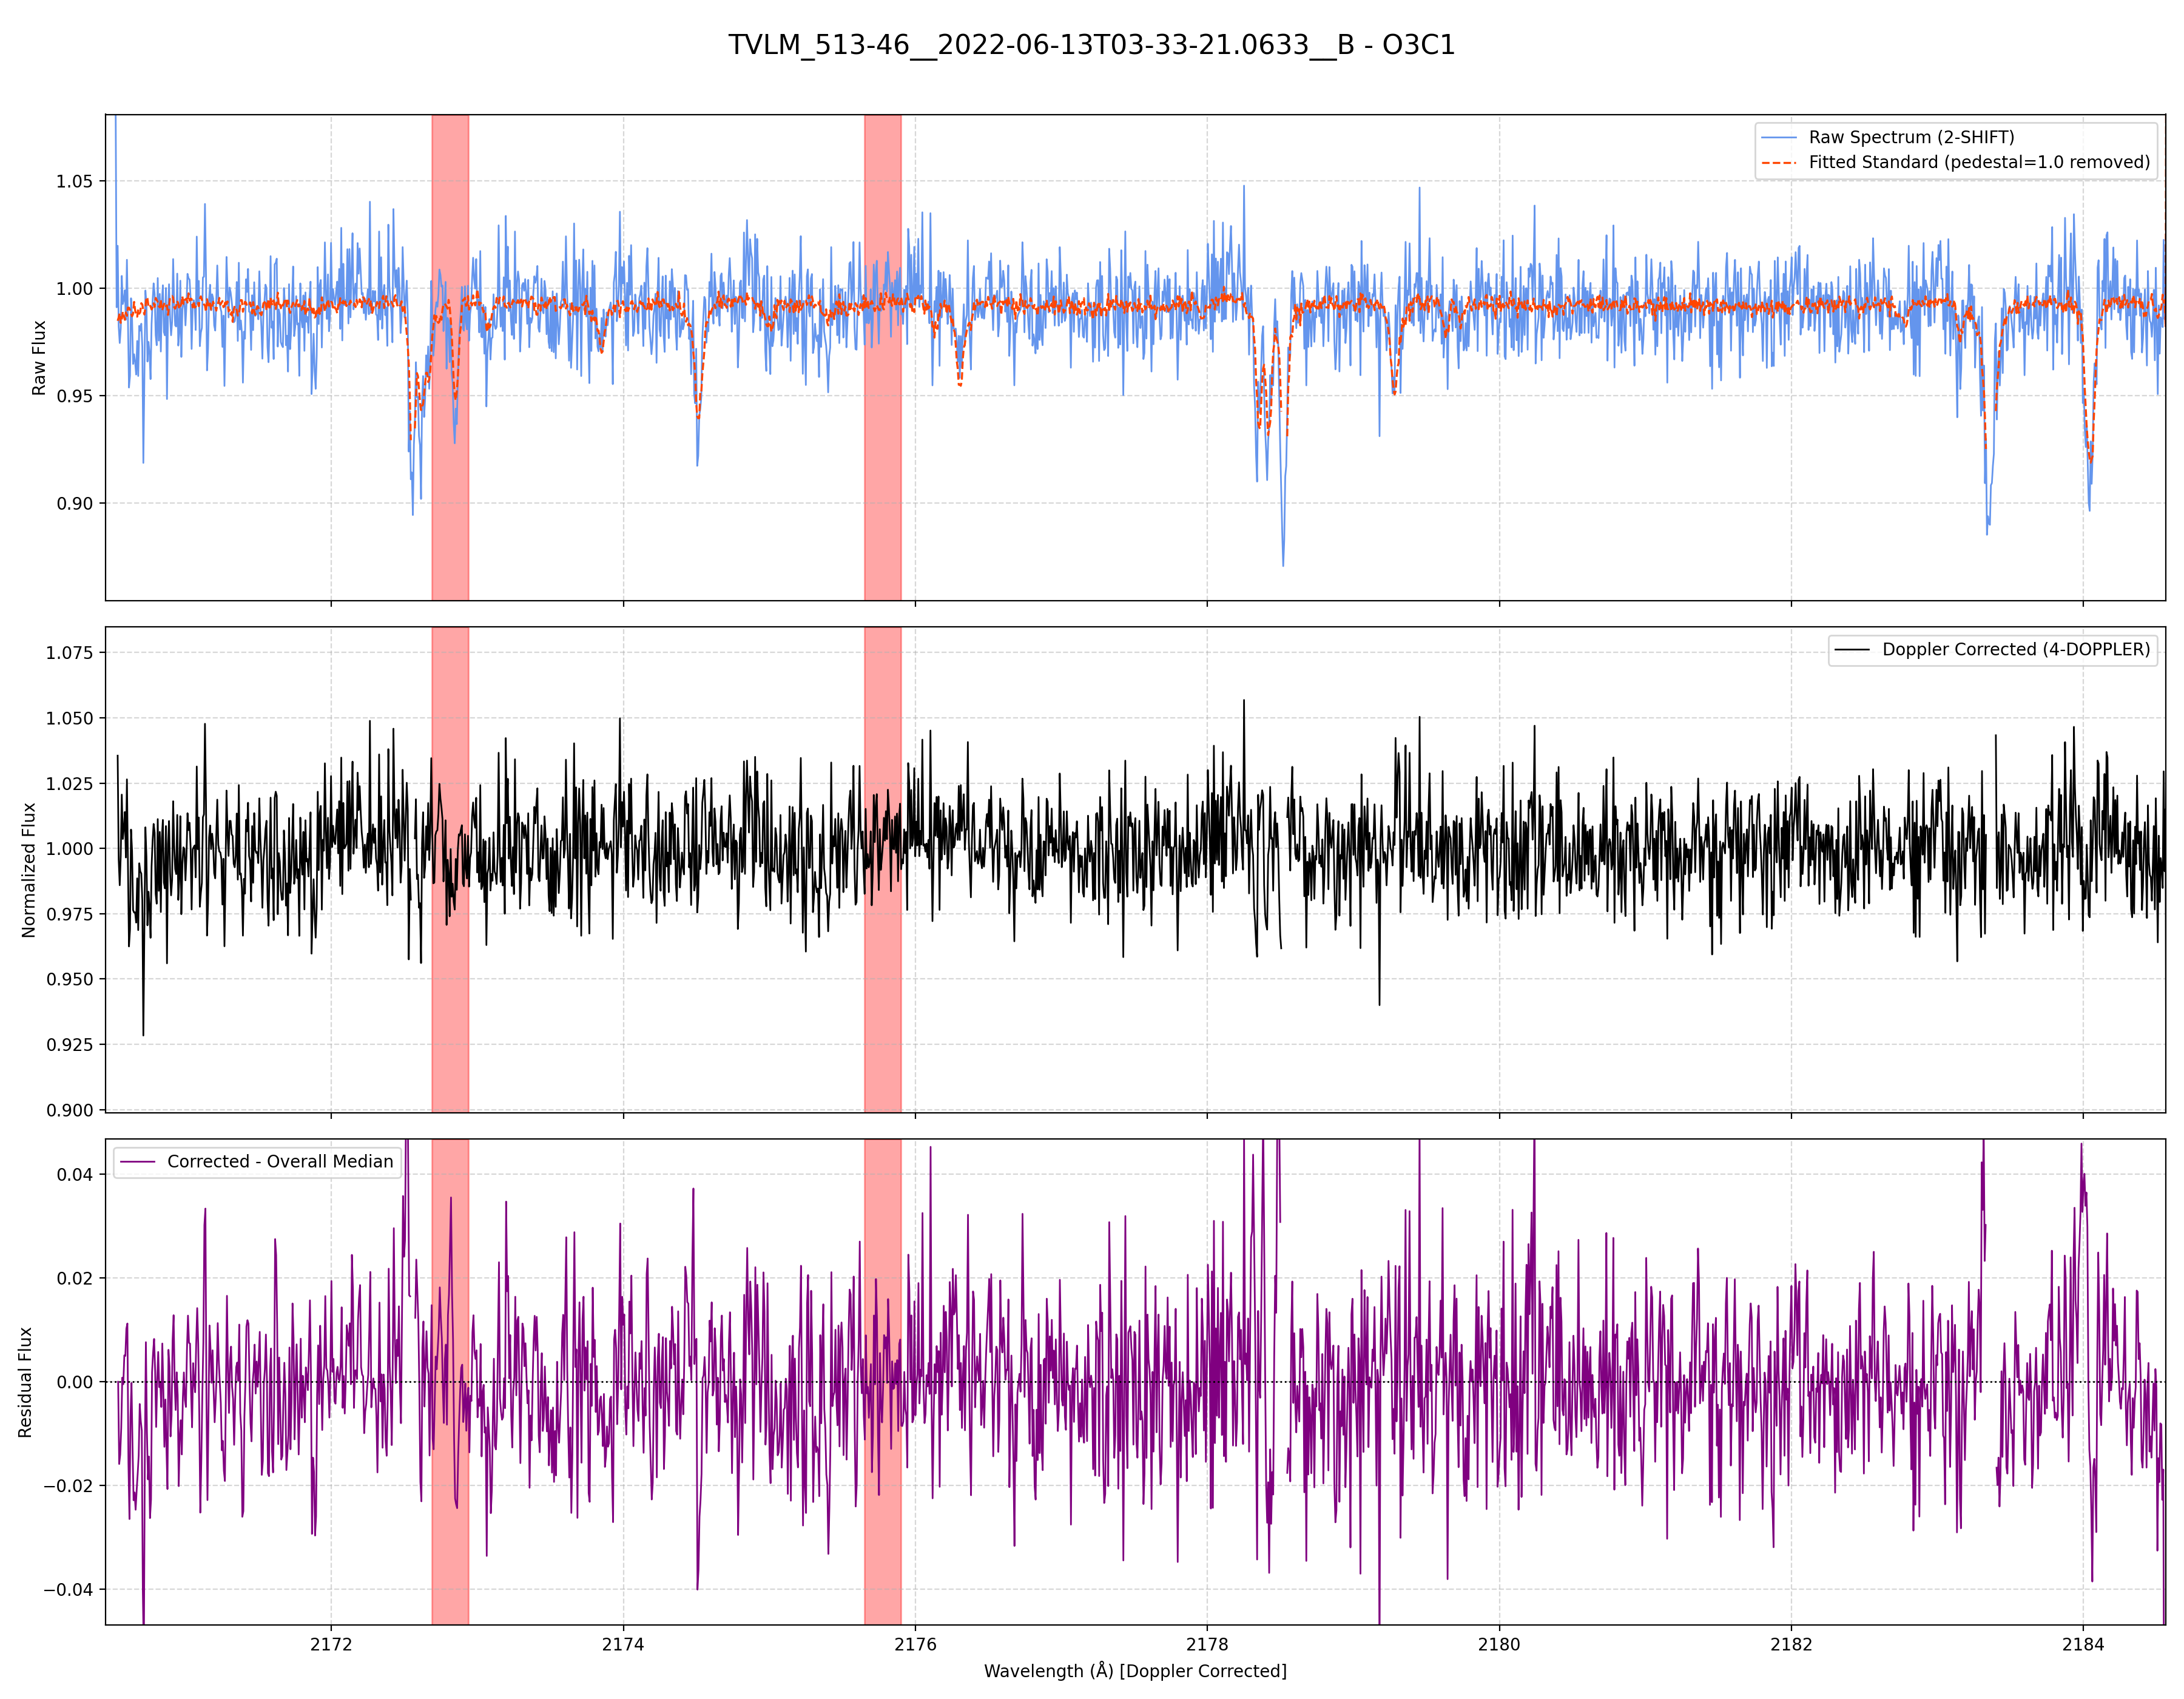 TVLM_513-46__2022-06-13T03-33-21.0633__B - O3C1
Raw Spectrum (2-SHIFT)
Fitted Standard (pedestal=1.0 removed)
Raw Flux
1.05
1.00
0.95
0.90
Doppler Corrected (4-DOPPLER)
Normalized Flux
1.075
1.050
1.025
1.000
0.975
0.950
0.925
0.900
Corrected - Overall Median
Residual Flux
0.04
0.02
0.00
−0.02
−0.04
2172 2174 2176 2178 2180 2182 2184
Wavelength (Å) [Doppler Corrected]